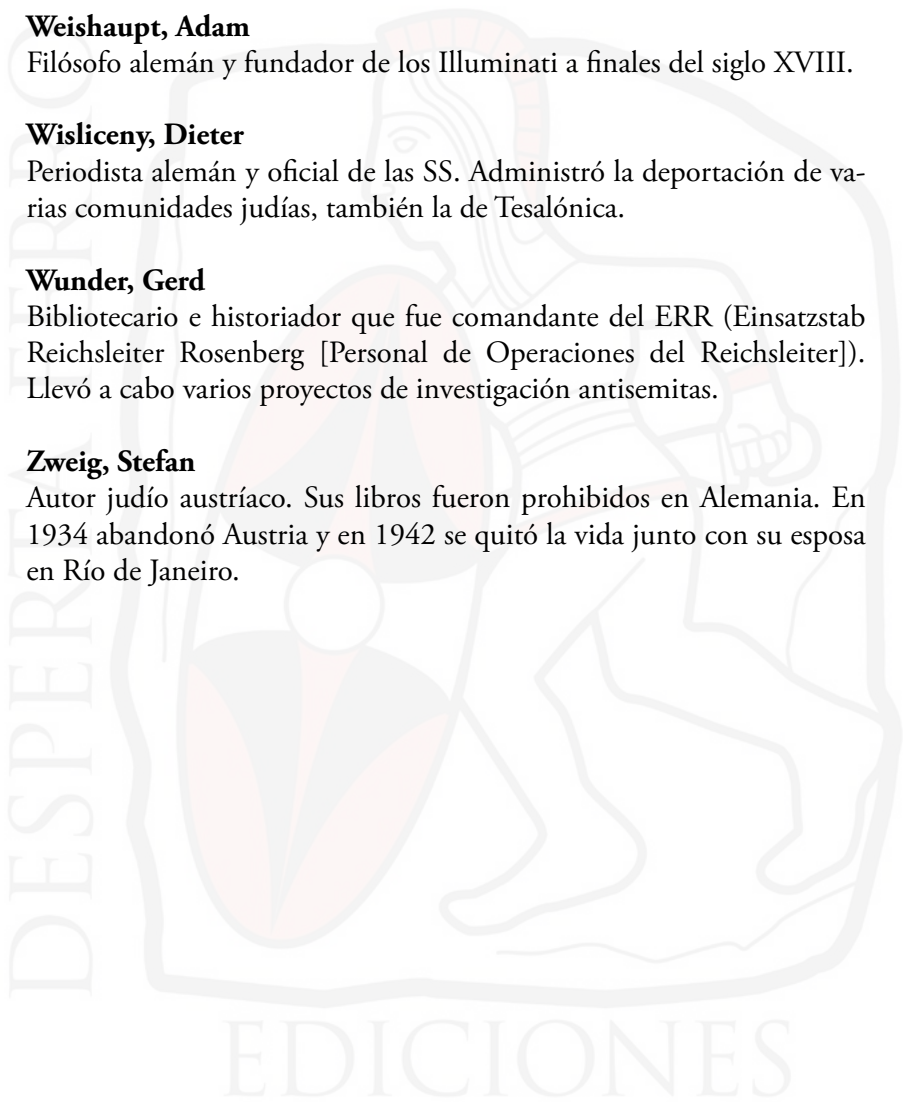 Weishaupt, Adam
Filósofo alemán y fundador de los Illuminati a finales del siglo XVIII.
Wisliceny, Dieter
Periodista alemán y oficial de las SS. Administró la deportación de va-
rias comunidades judías, también la de Tesalónica.
Wunder, Gerd
Bibliotecario e historiador que fue comandante del ERR (Einsatzstab
Reichsleiter Rosenberg [Personal de Operaciones del Reichsleiter]).
Llevó a cabo varios proyectos de investigación antisemitas.
Zweig, Stefan
Autor judío austríaco. Sus libros fueron prohibidos en Alemania. En
1934 abandonó Austria y en 1942 se quitó la vida junto con su esposa
en Río de Janeiro.
DESPERTA FERRO
EDICIONES